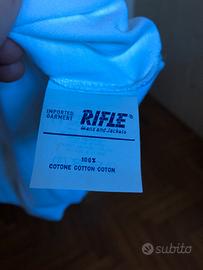 IMPORTED
GARMENT
RIFLE®
Jeans and Jackets
100%
COTONE COTTON COTON
subito